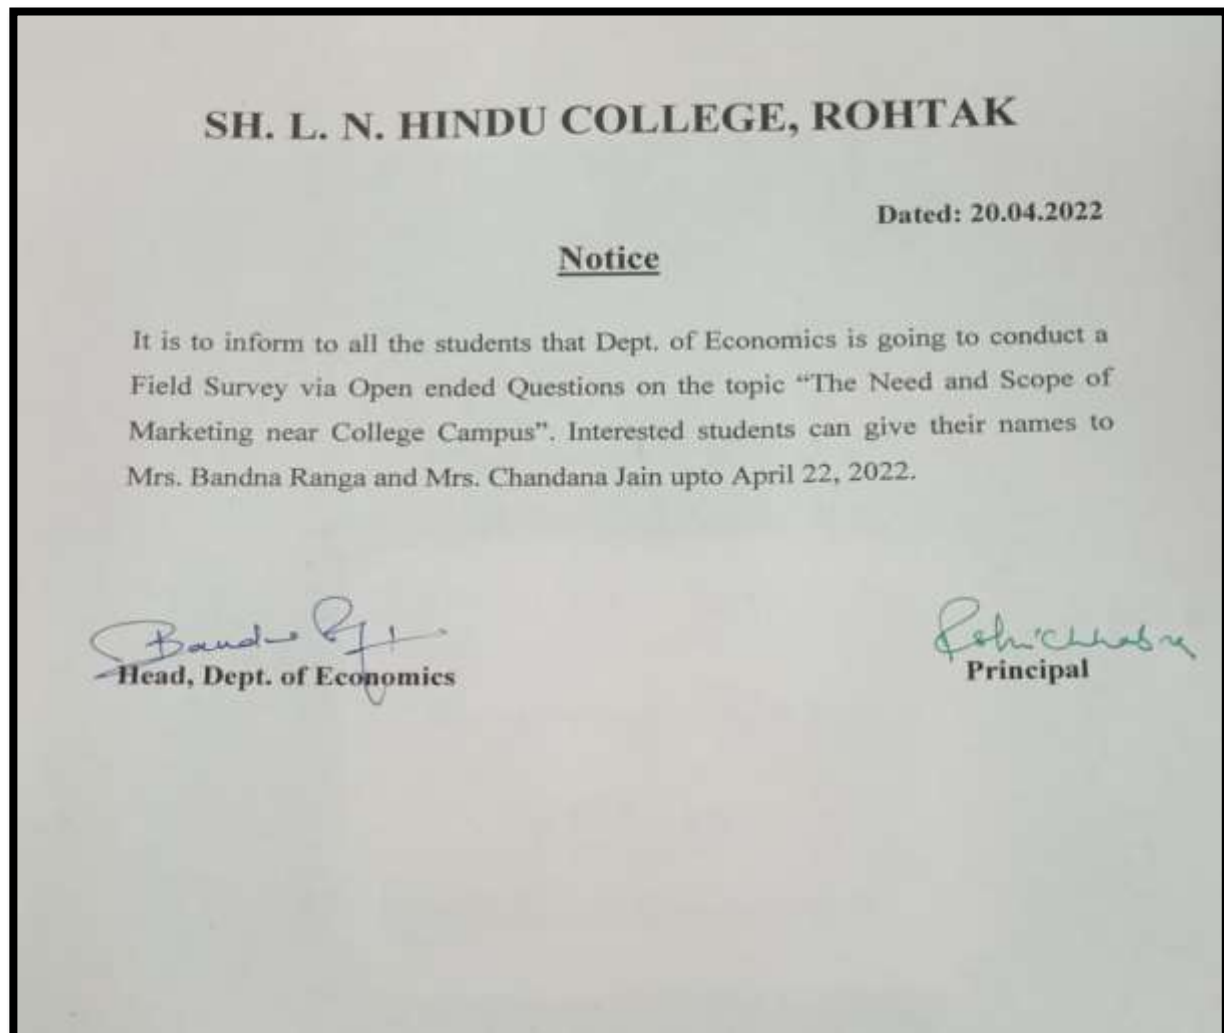 SH. L. N. HINDU COLLEGE, ROHTAK
Dated: 20.04.2022
Notice
It is to inform to all the students that Dept. of Economics is going to conduct a
Field Survey via Open ended Questions on the topic “The Need and Scope of
Marketing near College Campus”. Interested students can give their names to
Mrs. Bandna Ranga and Mrs. Chandana Jain upto April 22, 2022.
Head, Dept. of Economics
Principal